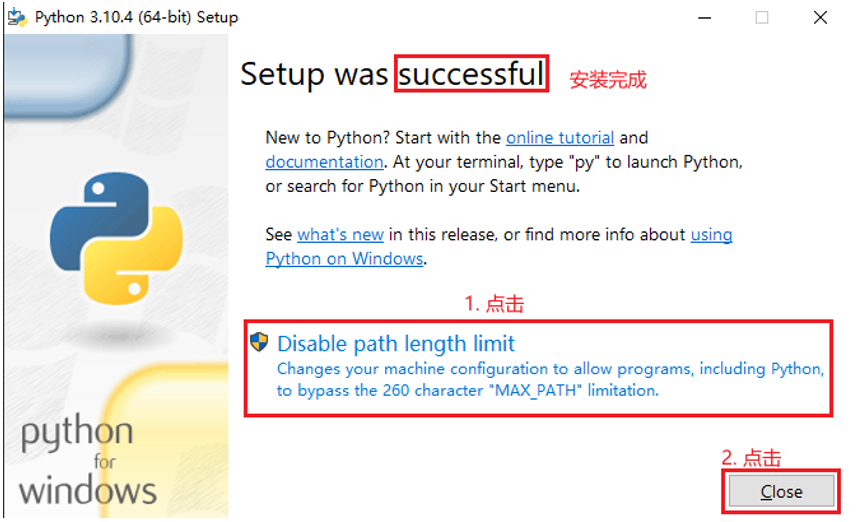 Python 3.10.4 (64-bit) Setup
Setup was successful 安装完成
New to Python? Start with the online tutorial and
documentation. At your terminal, type "py" to launch Python,
or search for Python in your Start menu.
See what's new in this release, or find more info about using
Python on Windows.
1. 点击
Disable path length limit
Changes your machine configuration to allow programs, including Python,
to bypass the 260 character "MAX_PATH" limitation.
python
for
windows
2. 点击
Close